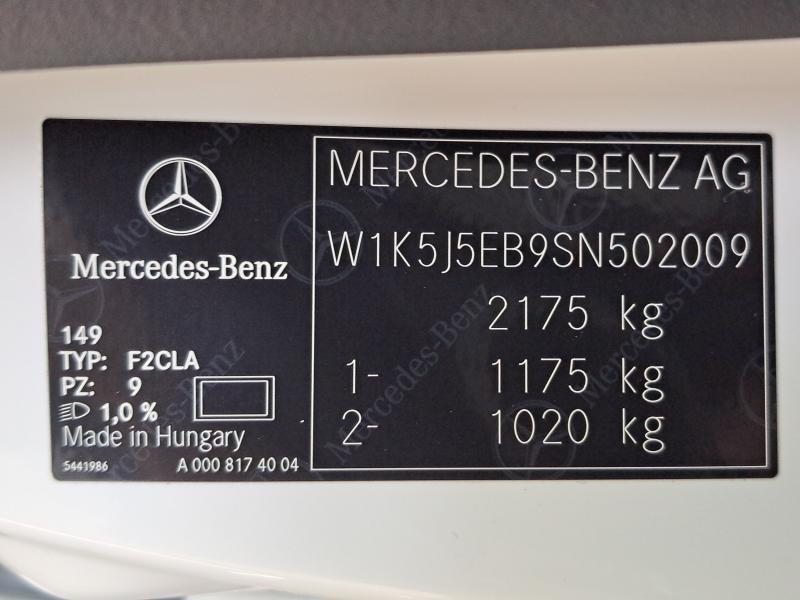 Mercedes-Benz
149
TYP: F2CLA
PZ: 9
1,0 %
Made in Hungary
5441986 A 000 817 40 04
MERCEDES-BENZ AG
W1K5J5EB9SN502009
2175 kg
1- 1175 kg
2- 1020 kg